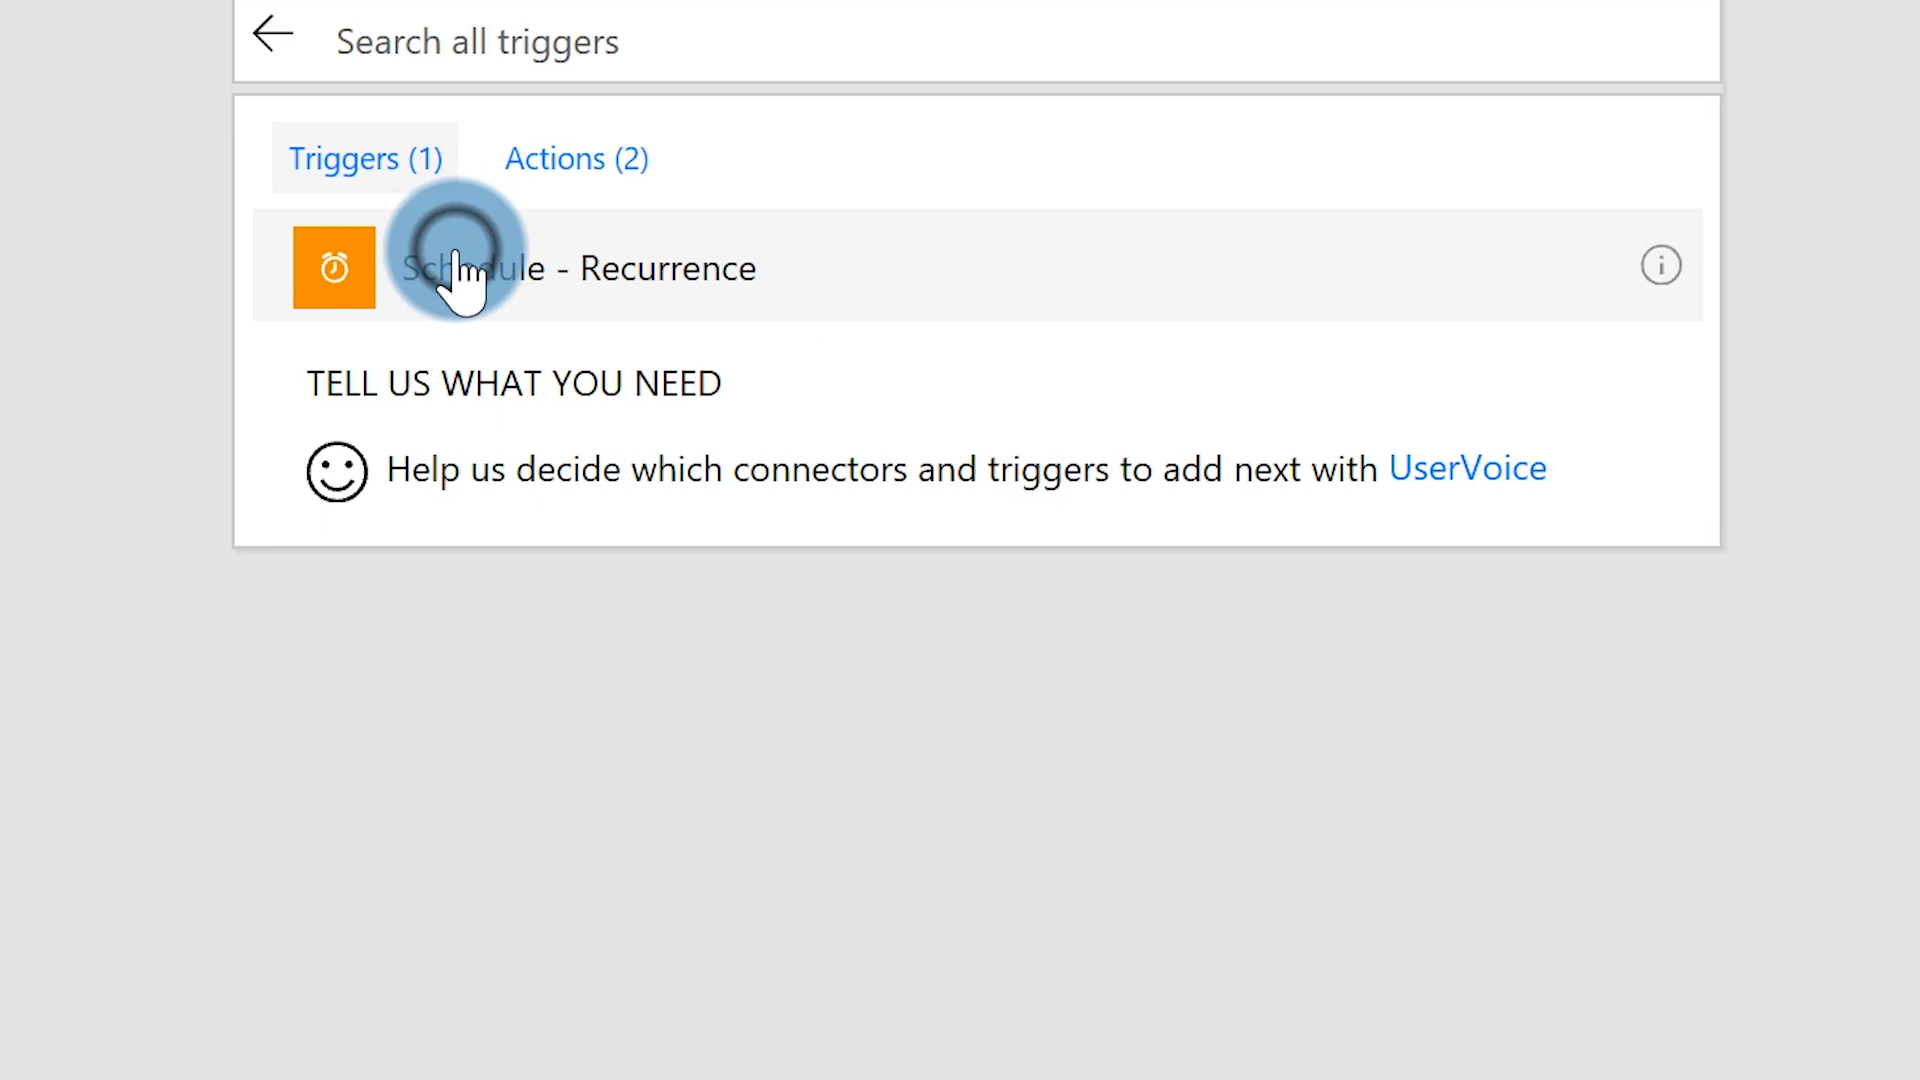 Search all triggers
Triggers (1) Actions (2)
Schedule - Recurrence
TELL US WHAT YOU NEED
Help us decide which connectors and triggers to add next with UserVoice